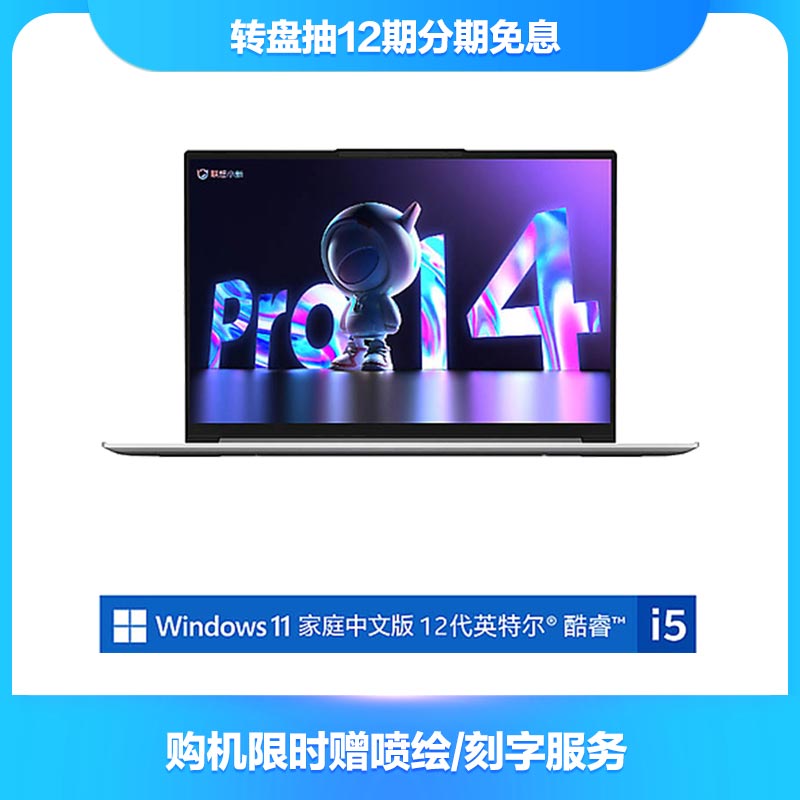 转盘抽12期分期免息
联想小新
Pro 14
Windows 11 家庭中文版 12代英特尔® 酷睿™ i5
购机限时赠喷绘/刻字服务